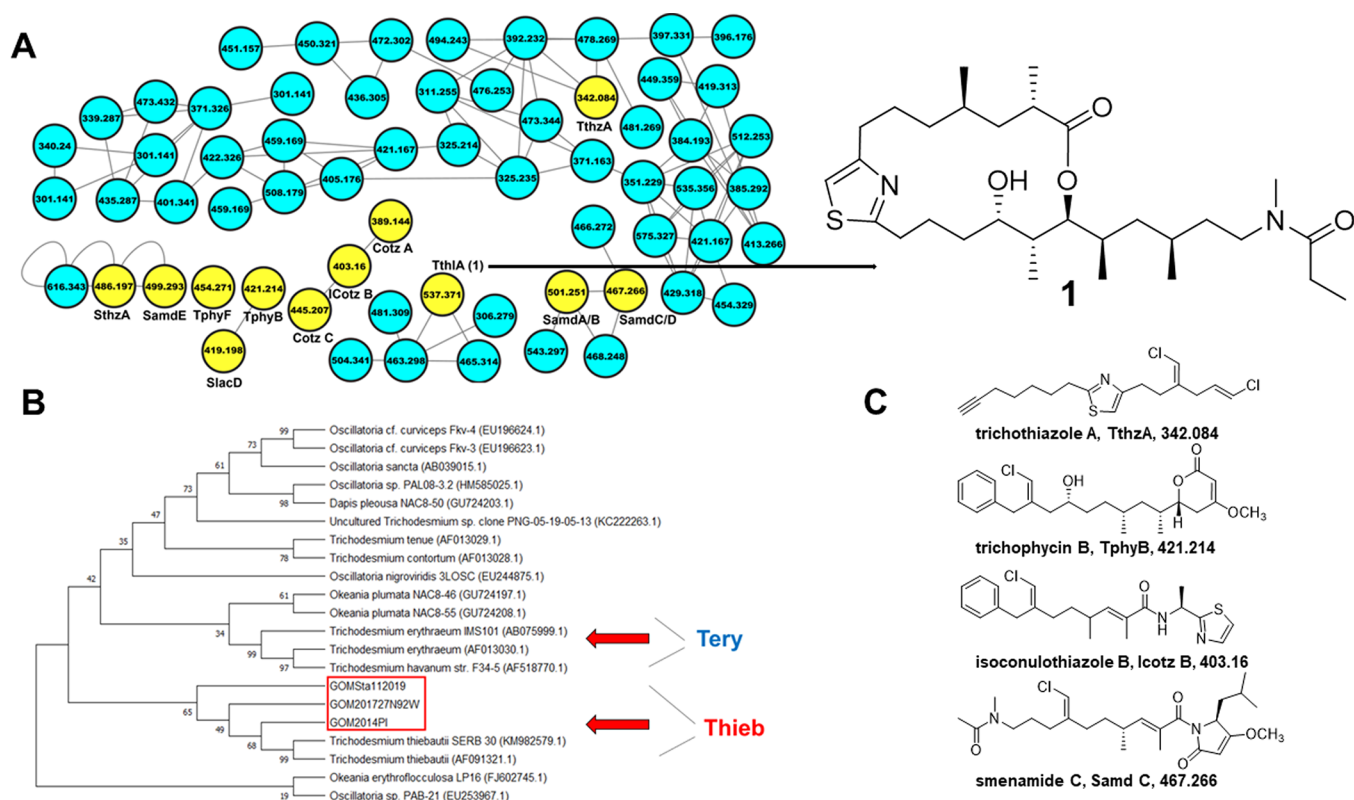 A
451.157
450.321
472.302
494.243
392.232
478.269
397.331
396.176
449.359
419.313
473.432
301.141
436.305
311.255
476.253
342.084
TthzA
339.287
371.326
473.344
481.269
512.253
340.24
301.141
422.326
459.169
421.167
325.214
384.193
371.163
405.176
325.235
351.229
535.356
385.292
301.141
435.287
401.341
459.169
508.179
389.144
Cotz A
466.272
575.327
421.167
413.266
403.16
ICotz B
TthlA (1)
616.343
486.197
499.293
454.271
421.214
SthzA
SamdE
TphyF
TphyB
445.207
Cotz C
537.371
501.251
467.266
SamdA/B
SamdC/D
429.318
454.329
481.309
306.279
419.198
SlacD
504.341
463.298
465.314
543.297
468.248
O
O
OH
N
S
N
O
1
B
99
Oscillatoria cf. curviceps Fkv-4 (EU196624.1)
73
Oscillatoria cf. curviceps Fkv-3 (EU196623.1)
61
Oscillatoria sancta (AB039015.1)
73
Oscillatoria sp. PAL08-3.2 (HM585025.1)
98
Dapis pleousa NAC8-50 (GU724203.1)
47
Uncultured Trichodesmium sp. clone PNG-05-19-05-13 (KC222263.1)
35
Trichodesmium tenue (AF013029.1)
78
Trichodesmium contortum (AF013028.1)
42
Oscillatoria nigroviridis 3LOSC (EU244875.1)
61
Okeania plumata NAC8-46 (GU724197.1)
Okeania plumata NAC8-55 (GU724208.1)
34
Trichodesmium erythraeum IMS101 (AB075999.1)
99
Trichodesmium erythraeum (AF013030.1)
97
Trichodesmium havanum str. F34-5 (AF518770.1)
Tery
GOMSta112019
65
GOM201727N92W
49
GOM2014PI
Thieb
68
Trichodesmium thiebautii SERB 30 (KM982579.1)
99
Trichodesmium thiebautii (AF091321.1)
Okeania erythroflocculosa LP16 (FJ602745.1)
19
Oscillatoria sp. PAB-21 (EU253967.1)
C
Cl
Cl
N
S
trichothiazole A, TthzA, 342.084
Cl
OH
O
O
H
OCH3
trichophycin B, TphyB, 421.214
Cl
O
N
H
S
N
isoconulothiazole B, Icotz B, 403.16
Cl
O
N
O
N
O
OCH3
smenamide C, Samd C, 467.266